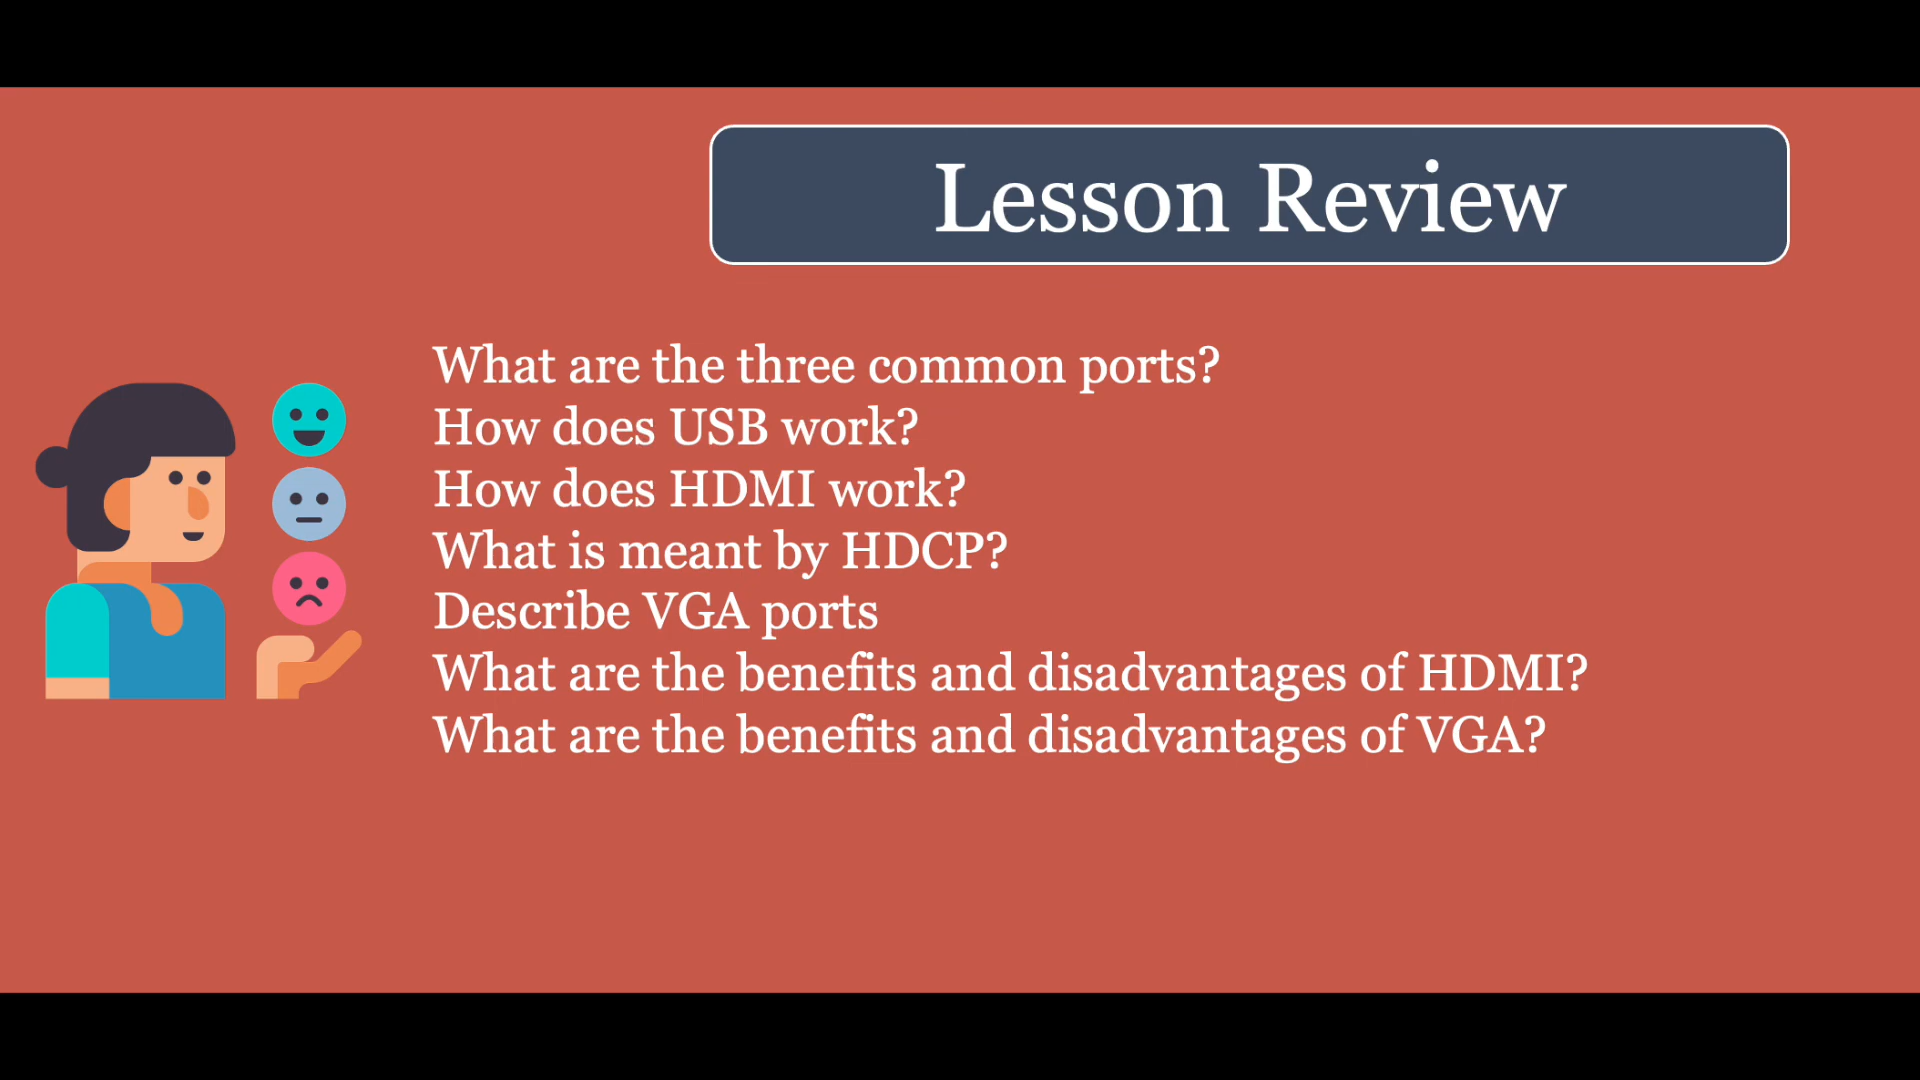 Lesson Review
What are the three common ports?
How does USB work?
How does HDMI work?
What is meant by HDCP?
Describe VGA ports
What are the benefits and disadvantages of HDMI?
What are the benefits and disadvantages of VGA?